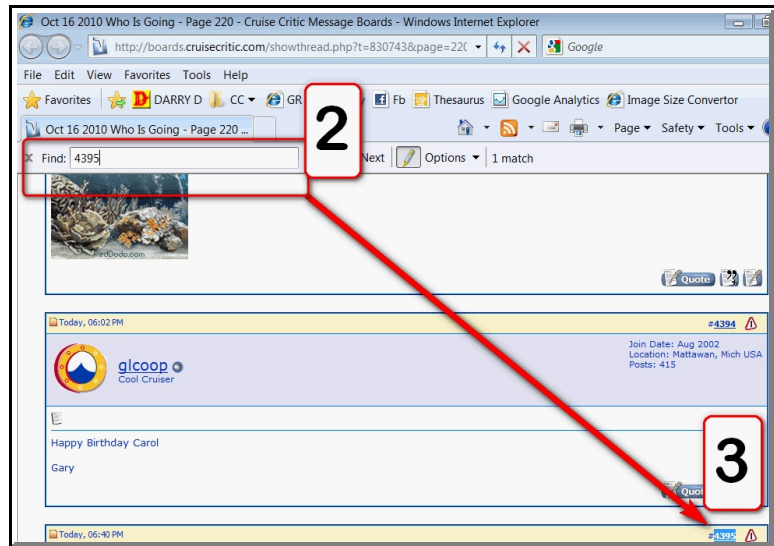 Oct 16 2010 Who Is Going - Page 220 - Cruise Critic Message Boards - Windows Internet Explorer
http://boards.cruisecritic.com/showthread.php?t=830743&page=220
Google
File Edit View Favorites Tools Help
Favorites DARRY D CC GR Fb Thesaurus Google Analytics Image Size Convertor
Oct 16 2010 Who Is Going - Page 220 ...
Page Safety Tools
2
Find: 4395
Next Options 1 match
RedDodo.com
Quote
Today, 06:02 PM
#4394
glcoop
Cool Cruiser
Join Date: Aug 2002
Location: Mattawan, Mich USA
Posts: 415
Happy Birthday Carol
Gary
3
Today, 06:40 PM
#4395